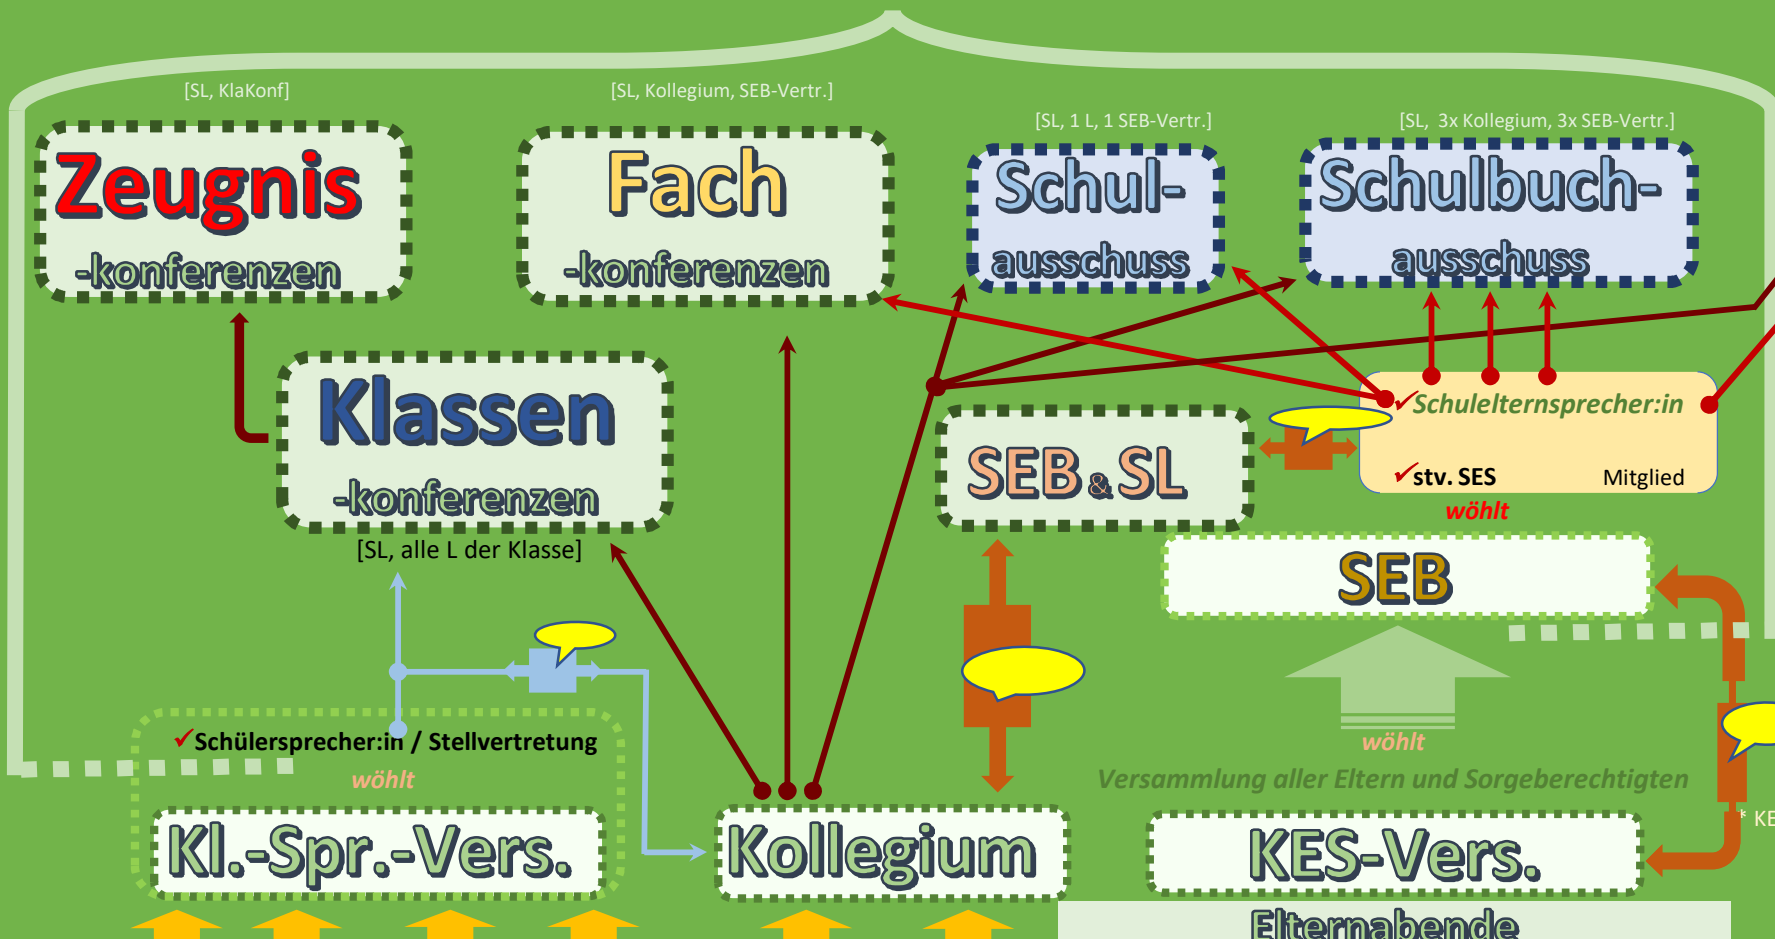 [SL, KlaKonf]
[SL, Kollegium, SEB-Vertr.]
[SL, 1 L, 1 SEB-Vertr.]
[SL, 3x Kollegium, 3x SEB-Vertr.]
Zeugnis
-konferenzen
Fach
-konferenzen
Schul-
ausschuss
Schulbuch-
ausschuss
Klassen
-konferenzen
[SL, alle L der Klasse]
SEB & SL
✓Schulelternsprecher:in
✓stv. SES Mitglied
wöhlt
SEB
wöhlt
Versammlung aller Eltern und Sorgeberechtigten
✓Schülersprecher:in / Stellvertretung
wöhlt
Kl.-Spr.-Vers.
Kollegium
KES-Vers.
* KE
Elternabende